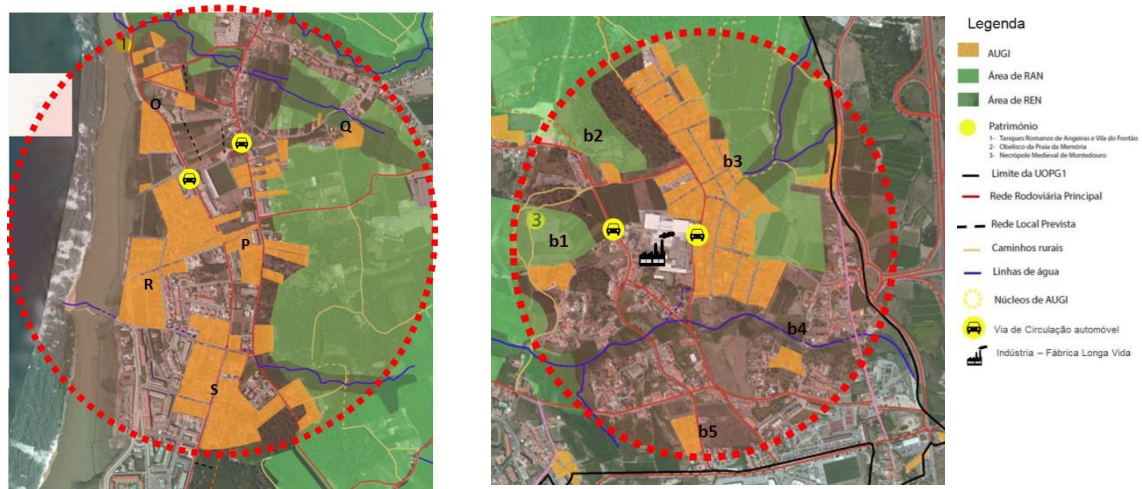 1
O
Q
P
R
S
b2
b3
3
b1
b4
b5
Legenda
AUGI
Área de RAN
Área de REN
Património
1- Tanques Romanos de Angeiras e Vila do Fontão
2- Obelisco da Praia da Memória
3- Necrópole Medieval de Montedouro
Limite da UOPG1
Rede Rodoviária Principal
Rede Local Prevista
Caminhos rurais
Linhas de água
Núcleos de AUGI
Via de Circulação automóvel
Indústria – Fábrica Longa Vida